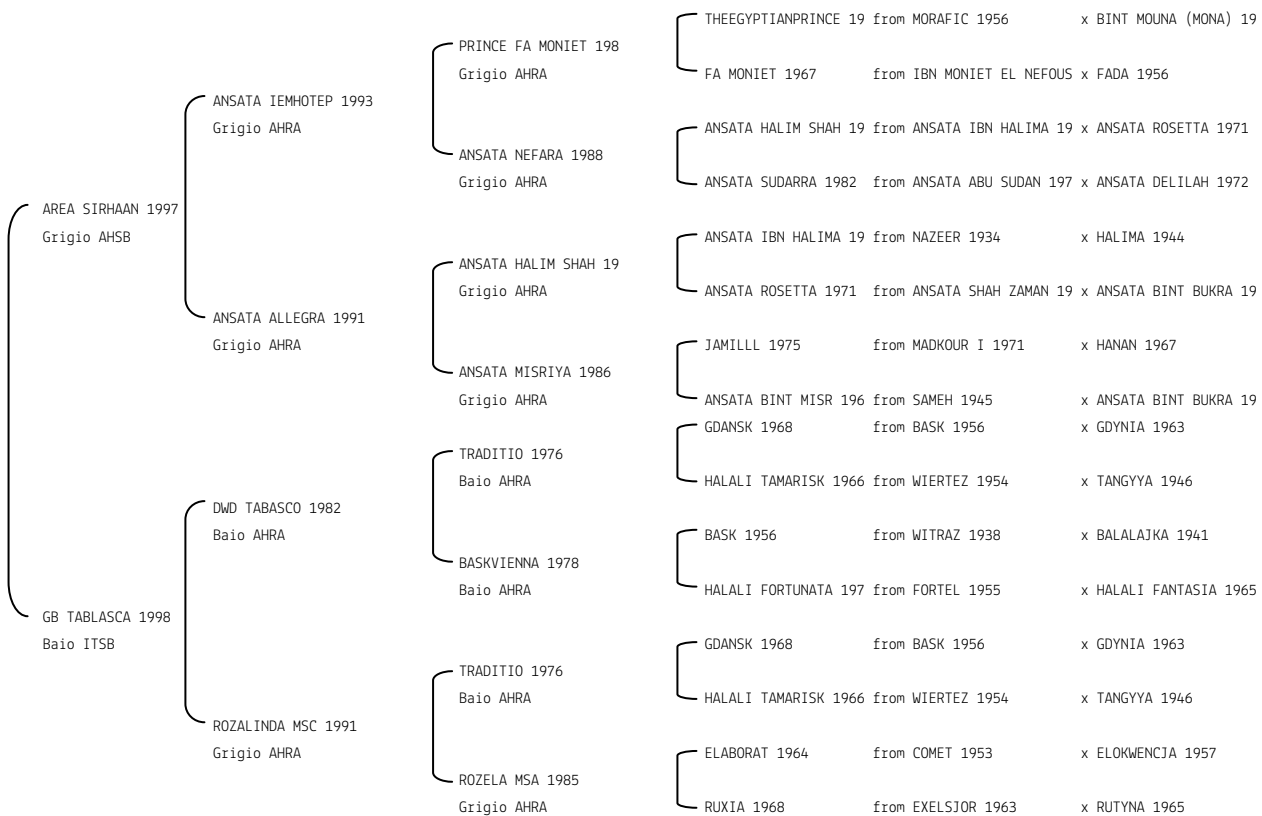 THEEGYPTIANPRINCE 19 from MORAFIC 1956 x BINT MOUNA (MONA) 19
PRINCE FA MONIET 198
Grigio AHRA
FA MONIET 1967 from IBN MONIET EL NEFOUS x FADA 1956
ANSATA IEMHOTEP 1993
Grigio AHRA
ANSATA HALIM SHAH 19 from ANSATA IBN HALIMA 19 x ANSATA ROSETTA 1971
ANSATA NEFARA 1988
Grigio AHRA
ANSATA SUDARRA 1982 from ANSATA ABU SUDAN 197 x ANSATA DELILAH 1972
AREA SIRHAAN 1997
Grigio AHSB
ANSATA IBN HALIMA 19 from NAZEER 1934 x HALIMA 1944
ANSATA HALIM SHAH 19
Grigio AHRA
ANSATA ROSETTA 1971 from ANSATA SHAH ZAMAN 19 x ANSATA BINT BUKRA 19
ANSATA ALLEGRA 1991
Grigio AHRA
JAMILLL 1975 from MADKOUR I 1971 x HANAN 1967
ANSATA MISRIYA 1986
Grigio AHRA
ANSATA BINT MISR 196 from SAMEH 1945 x ANSATA BINT BUKRA 19
GDANSK 1968 from BASK 1956 x GDYNIA 1963
TRADITIO 1976
Baio AHRA
HALALI TAMARISK 1966 from WIERTEZ 1954 x TANGYYA 1946
DWD TABASCO 1982
Baio AHRA
BASK 1956 from WITRAZ 1938 x BALALAJKA 1941
BASKVIENNA 1978
Baio AHRA
HALALI FORTUNATA 197 from FORTEL 1955 x HALALI FANTASIA 1965
GB TABLASCA 1998
Baio ITSB
GDANSK 1968 from BASK 1956 x GDYNIA 1963
TRADITIO 1976
Baio AHRA
HALALI TAMARISK 1966 from WIERTEZ 1954 x TANGYYA 1946
ROZALINDA MSC 1991
Grigio AHRA
ELABORAT 1964 from COMET 1953 x ELOKWENCJA 1957
ROZELA MSA 1985
Grigio AHRA
RUXIA 1968 from EXELSJOR 1963 x RUTYNA 1965